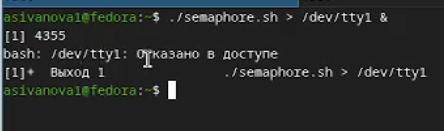 asivanova1@fedora:~$ ./semaphore.sh > /dev/tty1 &
[1] 4355
bash: /dev/tty1: Отказано в доступе
[1]+  Выход 1               ./semaphore.sh > /dev/tty1
asivanova1@fedora:~$